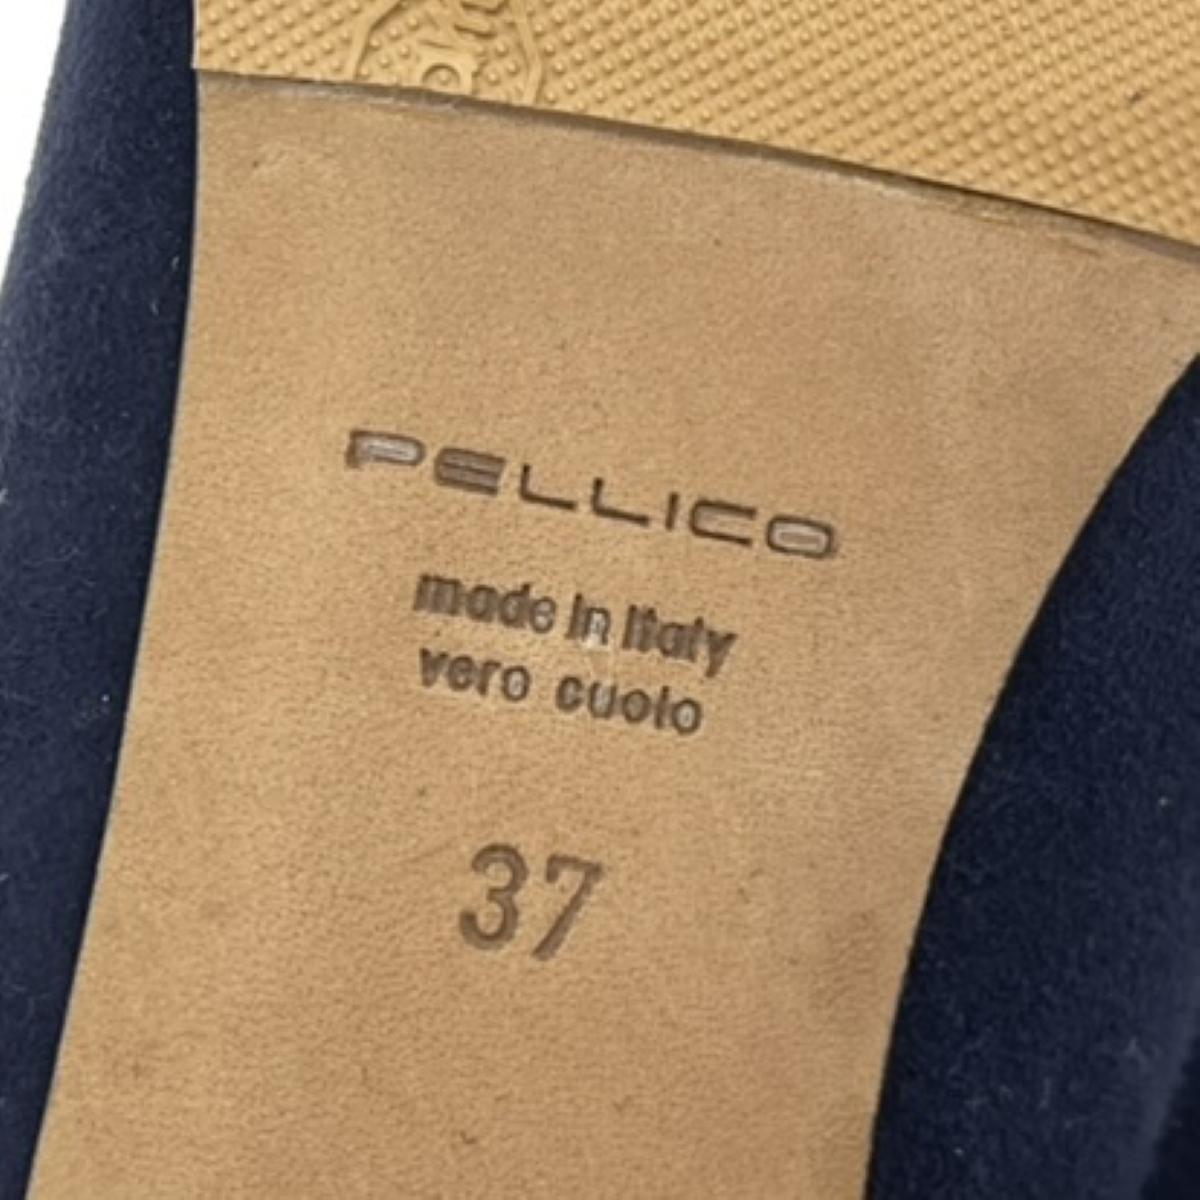 PELLICO
made in Italy
vero cuoio
37